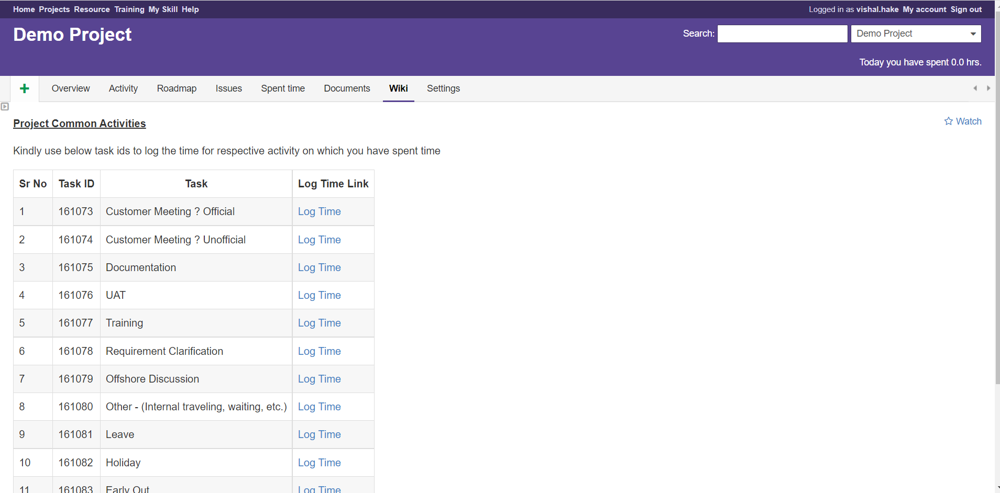 Home Projects Resource Training My Skill Help Logged in as vishal.hake My account Sign out
Demo Project Search: Demo Project
Today you have spent 0.0 hrs.
+ Overview Activity Roadmap Issues Spent time Documents Wiki Settings
Project Common Activities Watch
Kindly use below task ids to log the time for respective activity on which you have spent time
Sr No Task ID Task Log Time Link
1 161073 Customer Meeting ? Official Log Time
2 161074 Customer Meeting ? Unofficial Log Time
3 161075 Documentation Log Time
4 161076 UAT Log Time
5 161077 Training Log Time
6 161078 Requirement Clarification Log Time
7 161079 Offshore Discussion Log Time
8 161080 Other - (Internal traveling, waiting, etc.) Log Time
9 161081 Leave Log Time
10 161082 Holiday Log Time
11 161083 Early Out Log Time